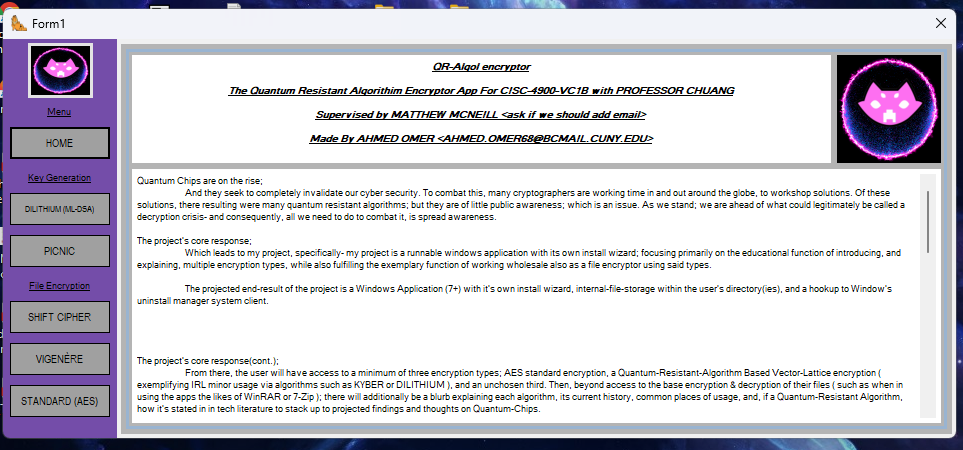 Form1
Menu
HOME
Key Generation
DILITHIUM (ML-DSA)
PICNIC
File Encryption
SHIFT CIPHER
VIGENÈRE
STANDARD (AES)
QR-Algol encryptor
The Quantum Resistant Algorithim Encryptor App For CISC-4900-VC1B with PROFESSOR CHUANG
Supervised by MATTHEW MCNEILL <ask if we should add email>
Made By AHMED OMER <AHMED.OMER68@BCMAIL.CUNY.EDU>
Quantum Chips are on the rise;
And they seek to completely invalidate our cyber security. To combat this, many cryptographers are working time in and out around the globe, to workshop solutions. Of these
solutions, there resulting were many quantum resistant algorithms; but they are of little public awareness; which is an issue. As we stand; we are ahead of what could legitimately be called a
decryption crisis- and consequently, all we need to do to combat it, is spread awareness.
The project's core response;
Which leads to my project, specifically- my project is a runnable windows application with its own install wizard; focusing primarily on the educational function of introducing, and
explaining, multiple encryption types, while also fulfilling the exemplary function of working wholesale also as a file encryptor using said types.
The projected end-result of the project is a Windows Application (7+) with it's own install wizard, internal-file-storage within the user's directory(ies), and a hookup to Window's
uninstall manager system client.
The project's core response(cont.);
From there, the user will have access to a minimum of three encryption types; AES standard encryption, a Quantum-Resistant-Algorithm Based Vector-Lattice encryption (
exemplifying IRL minor usage via algorithms such as KYBER or DILITHIUM ), and an unchosen third. Then, beyond access to the base encryption & decryption of their files ( such as when in
using the apps the likes of WinRAR or 7-Zip ); there will additionally be a blurb explaining each algorithm, its current history, common places of usage, and, if a Quantum-Resistant Algorithm,
how it's stated in in tech literature to stack up to projected findings and thoughts on Quantum-Chips.